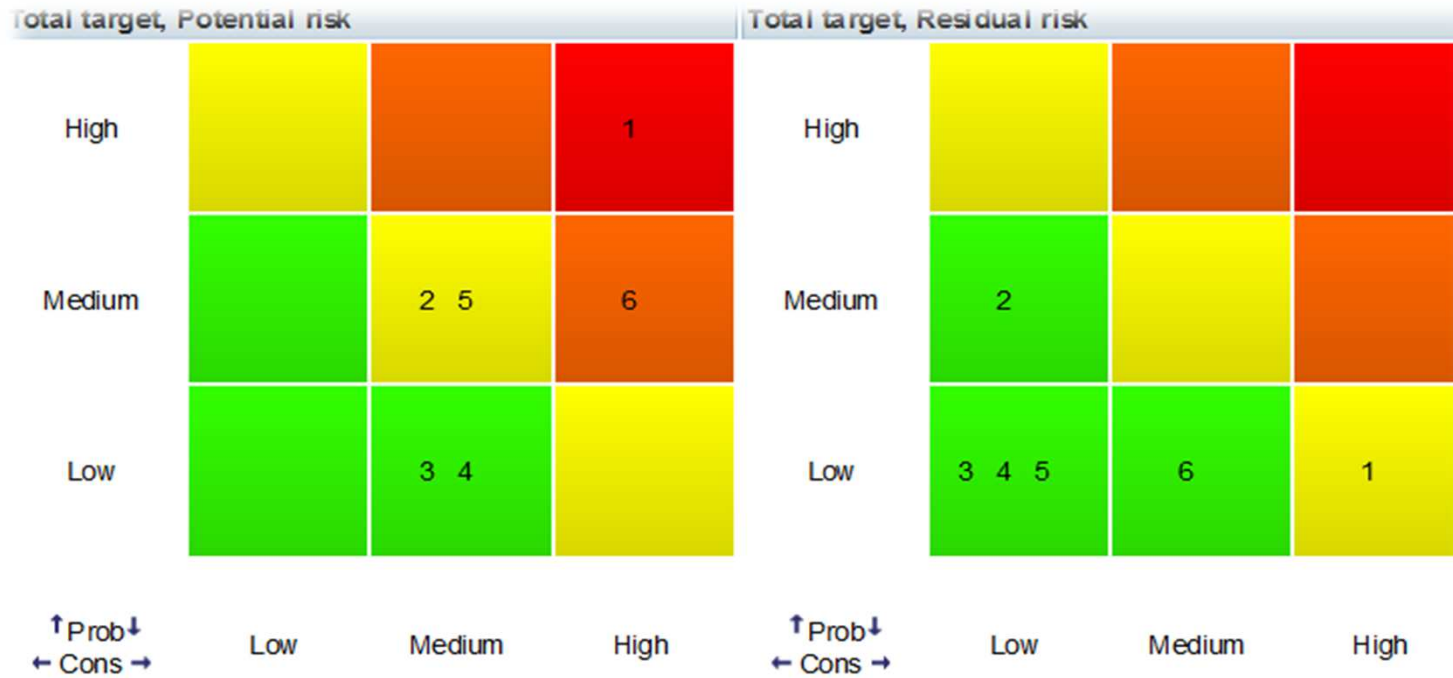 Total target, Potential risk
High
1
Medium
2 5
6
Low
3 4
↑Prob↓
← Cons →
Low
Medium
High
Total target, Residual risk
High
Medium
2
Low
3 4 5
6
1
↑Prob↓
← Cons →
Low
Medium
High